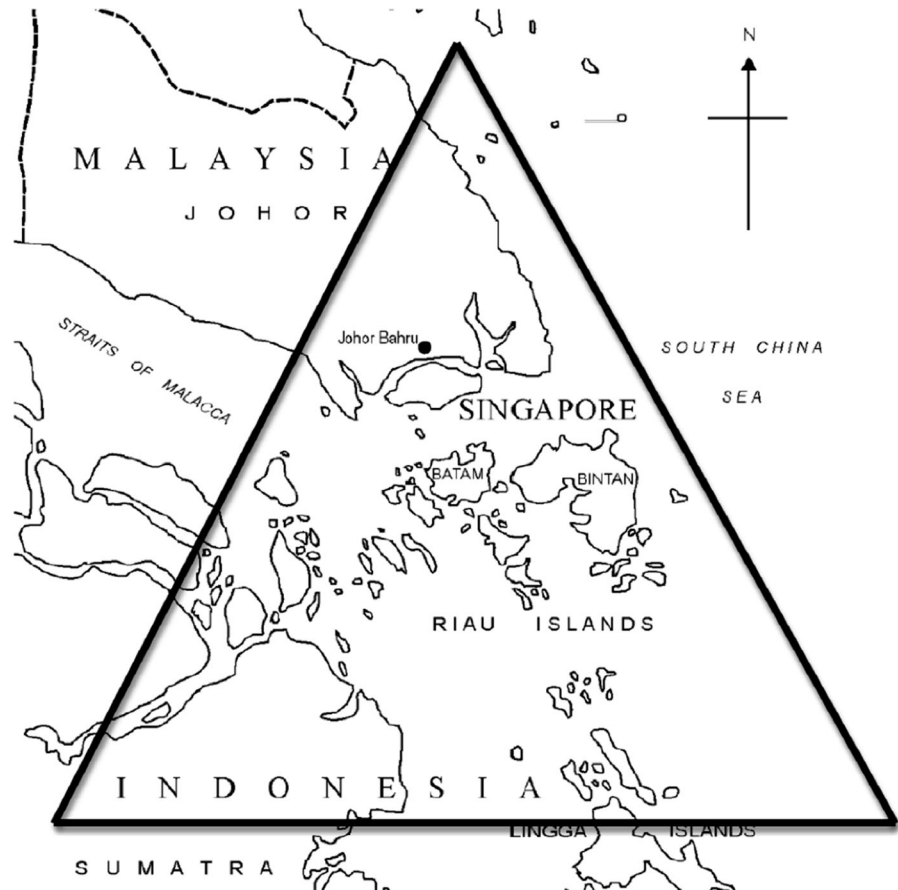 N
MALAYSIA
JOHOR
Johor Bahru
STRAITS OF MALACCA
SOUTH CHINA
SEA
SINGAPORE
BATAM
BINTAN
RIAU ISLANDS
INDONESIA
LINGGA ISLANDS
SUMATRA